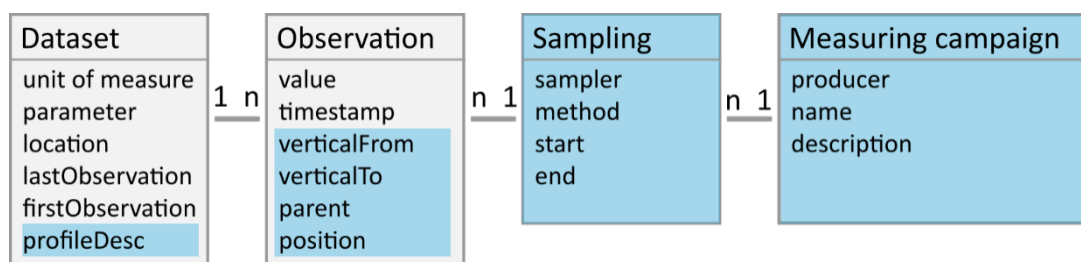 Dataset
unit of measure
parameter
location
lastObservation
firstObservation
profileDesc
1 n
Observation
value
timestamp
verticalFrom
verticalTo
parent
position
n 1
Sampling
sampler
method
start
end
n 1
Measuring campaign
producer
name
description